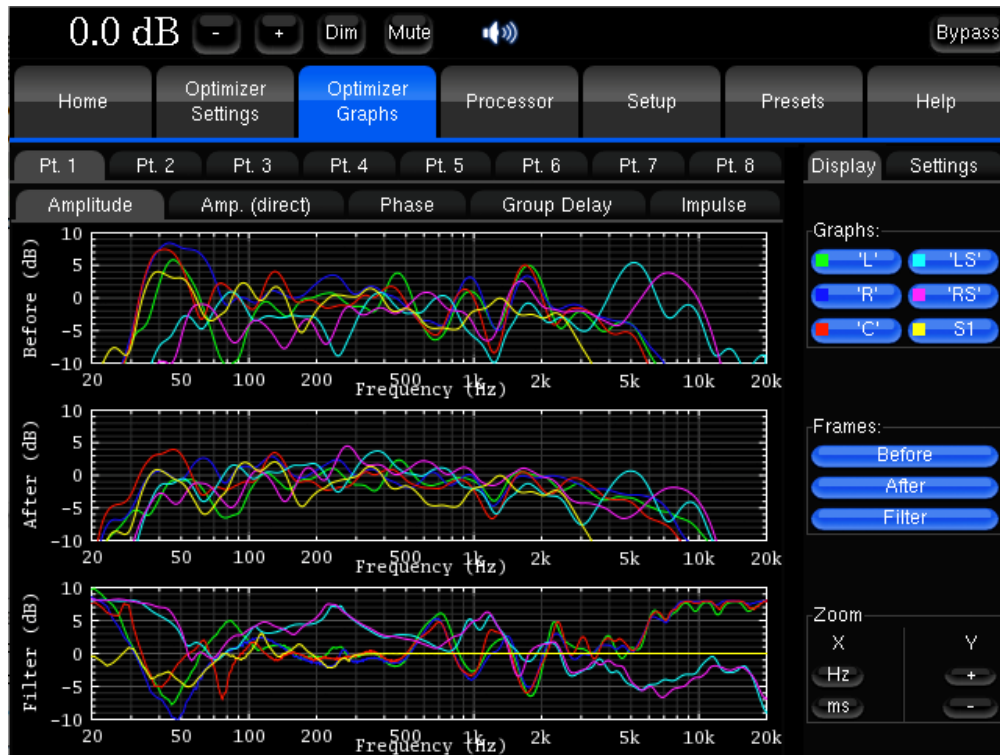 0.0 dB - + Dim Mute Bypass
Home Optimizer Settings Optimizer Graphs Processor Setup Presets Help
Pt. 1 Pt. 2 Pt. 3 Pt. 4 Pt. 5 Pt. 6 Pt. 7 Pt. 8 Display Settings
Amplitude Amp. (direct) Phase Group Delay Impulse
Before (dB)
10
5
0
-5
-10
20 50 100 200 500 1k 2k 5k 10k 20k
Frequency (Hz)
After (dB)
10
5
0
-5
-10
20 50 100 200 500 1k 2k 5k 10k 20k
Frequency (Hz)
Filter (dB)
10
5
0
-5
-10
20 50 100 200 500 1k 2k 5k 10k 20k
Frequency (Hz)
Graphs:
'L' 'LS'
'R' 'RS'
'C' S1
Frames:
Before
After
Filter
Zoom
X Y
Hz +
ms -